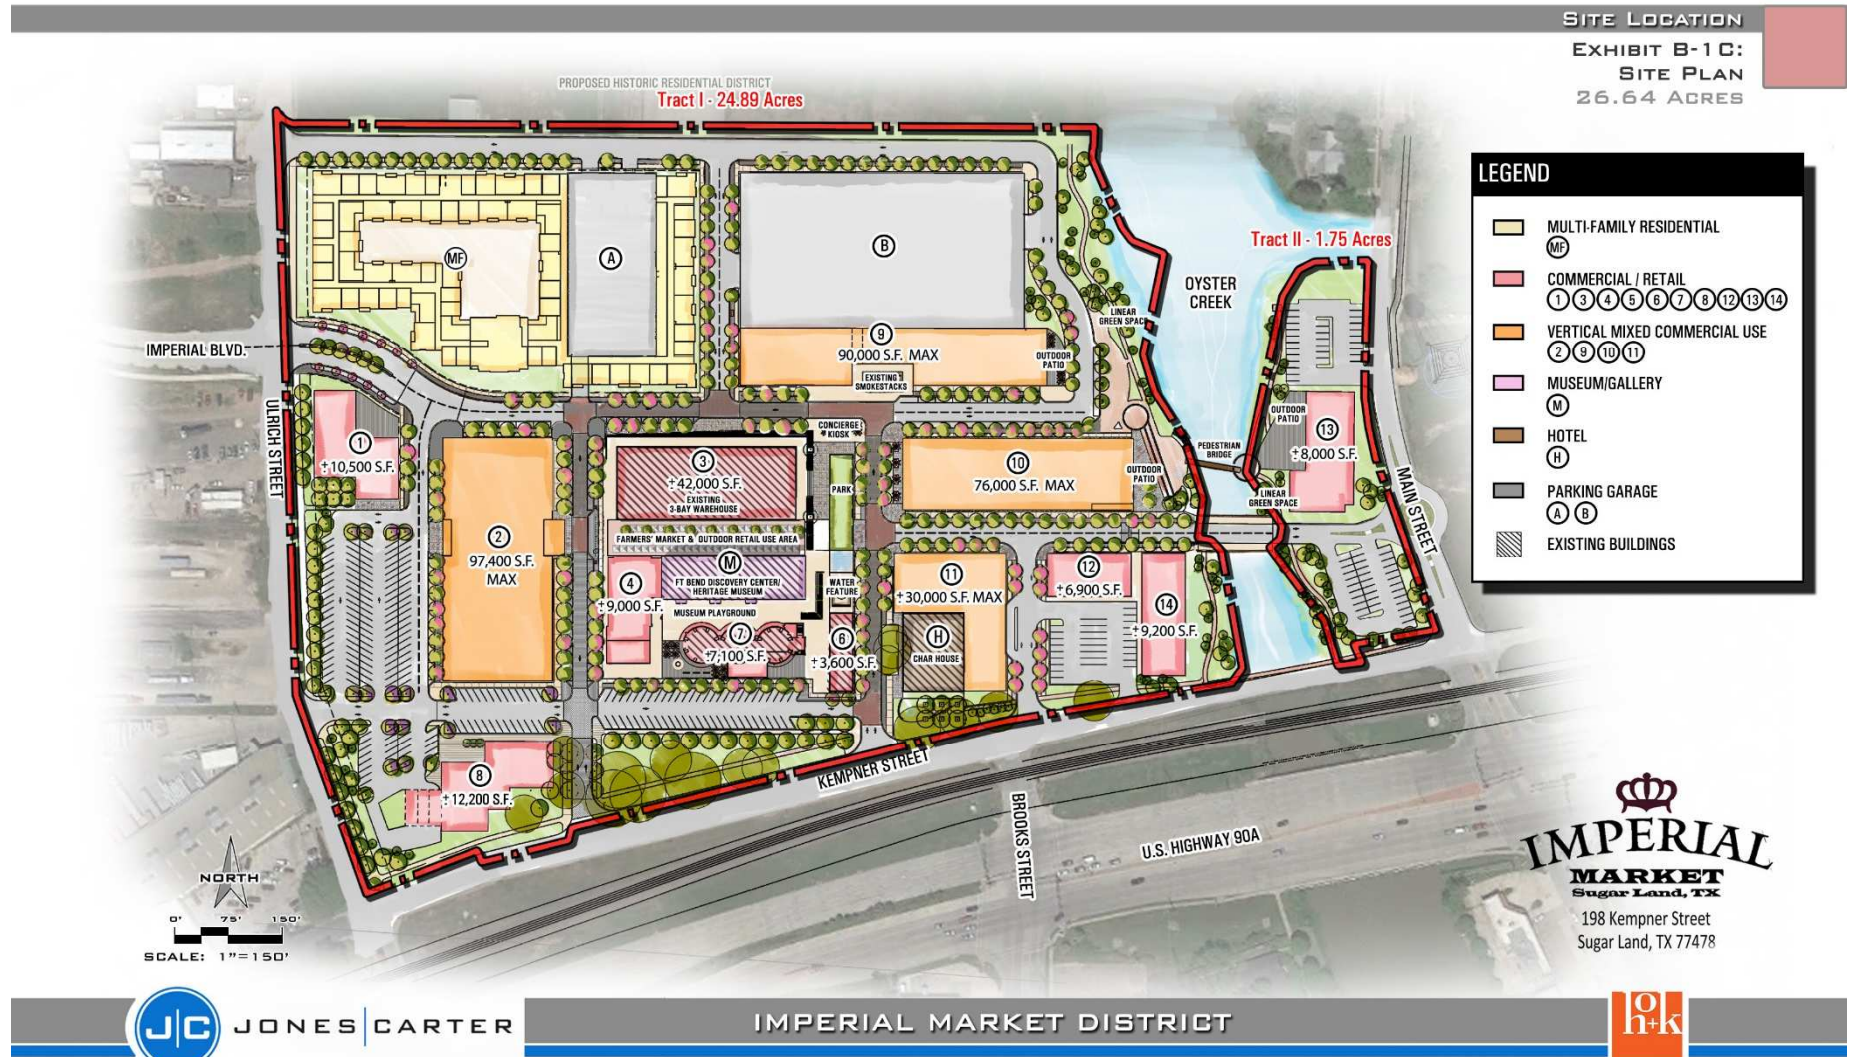 SITE LOCATION
EXHIBIT B-1C:
SITE PLAN
26.64 ACRES
PROPOSED HISTORIC RESIDENTIAL DISTRICT
Tract I - 24.89 Acres
Tract II - 1.75 Acres
LEGEND
MULTI-FAMILY RESIDENTIAL
MF
COMMERCIAL / RETAIL
1 3 4 5 6 7 8 12 13 14
VERTICAL MIXED COMMERCIAL USE
2 9 10 11
MUSEUM/GALLERY
M
HOTEL
H
PARKING GARAGE
A B
EXISTING BUILDINGS
MF
A
B
OYSTER
CREEK
LINEAR
GREEN SPACE
IMPERIAL BLVD.
9
90,000 S.F. MAX
OUTDOOR
PATIO
EXISTING
SMOKESTACKS
ULRICH STREET
1
±10,500 S.F.
CONCIERGE
KIOSK
OUTDOOR
PATIO
13
±8,000 S.F.
PEDESTRIAN
BRIDGE
3
±42,000 S.F.
EXISTING
3-BAY WAREHOUSE
PARK
10
76,000 S.F. MAX
OUTDOOR
PATIO
LINEAR
GREEN SPACE
MAIN STREET
2
97,400 S.F.
MAX
FARMERS' MARKET & OUTDOOR RETAIL USE AREA
M
FT BEND DISCOVERY CENTER/
HERITAGE MUSEUM
4
±9,000 S.F.
MUSEUM PLAYGROUND
WATER
FEATURE
11
±30,000 S.F. MAX
12
±6,900 S.F.
14
±9,200 S.F.
7
±7,100 S.F.
6
±3,600 S.F.
H
CHAR HOUSE
8
±12,200 S.F.
KEMPNER STREET
BROOKS STREET
U.S. HIGHWAY 90A
NORTH
0' 75' 150'
SCALE: 1"=150'
IMPERIAL
MARKET
Sugar Land, TX
198 Kempner Street
Sugar Land, TX 77478
J|C JONES|CARTER
IMPERIAL MARKET DISTRICT
ho+k